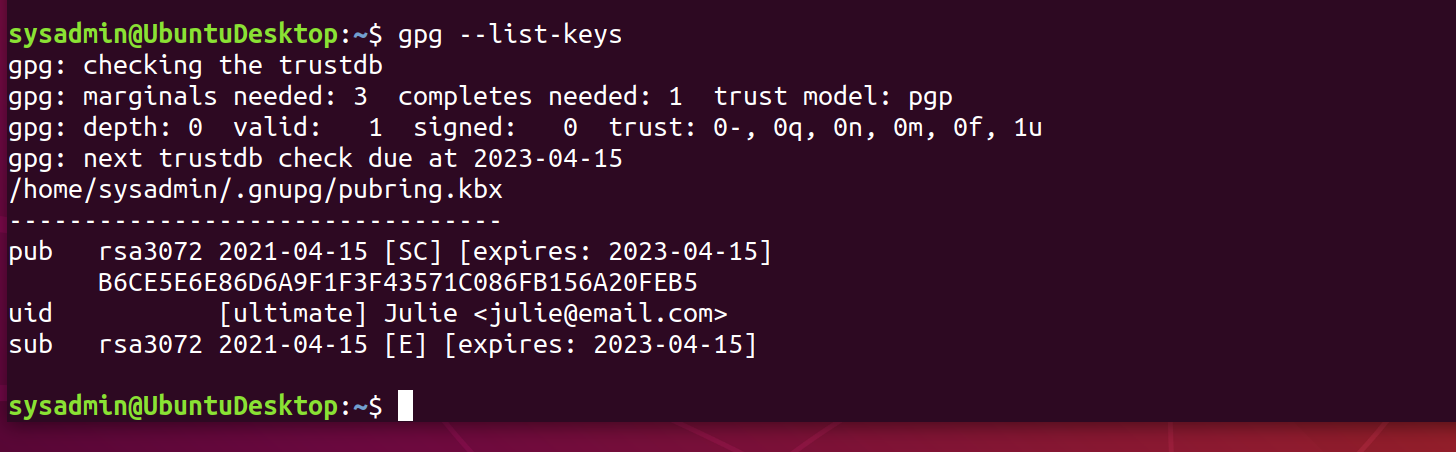 sysadmin@UbuntuDesktop:~$ gpg --list-keys
gpg: checking the trustdb
gpg: marginals needed: 3  completes needed: 1  trust model: pgp
gpg: depth: 0  valid:   1  signed:   0  trust: 0-, 0q, 0n, 0m, 0f, 1u
gpg: next trustdb check due at 2023-04-15
/home/sysadmin/.gnupg/pubring.kbx
---------------------------------
pub   rsa3072 2021-04-15 [SC] [expires: 2023-04-15]
      B6CE5E6E86D6A9F1F3F43571C086FB156A20FEB5
uid           [ultimate] Julie <julie@email.com>
sub   rsa3072 2021-04-15 [E] [expires: 2023-04-15]
sysadmin@UbuntuDesktop:~$